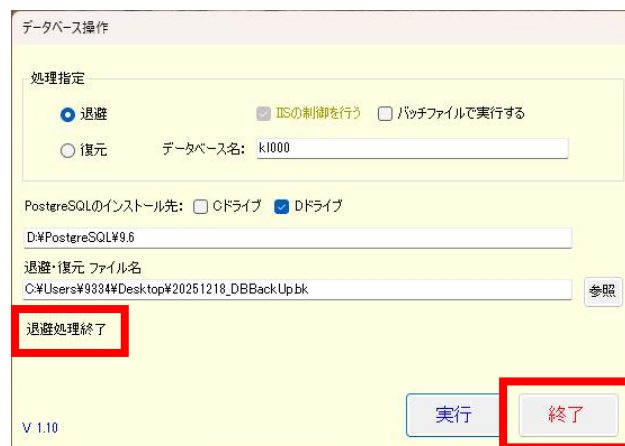 データベース操作
処理指定
退避 IISの制御を行う バッチファイルで実行する
復元 データベース名: kl000
PostgreSQLのインストール先: Cドライブ Dドライブ
D:¥PostgreSQL¥9.6
退避・復元 ファイル名
C:¥Users¥9334¥Desktop¥20251218_DBBackUp.bk 参照
退避処理終了
実行 終了
V 1.10